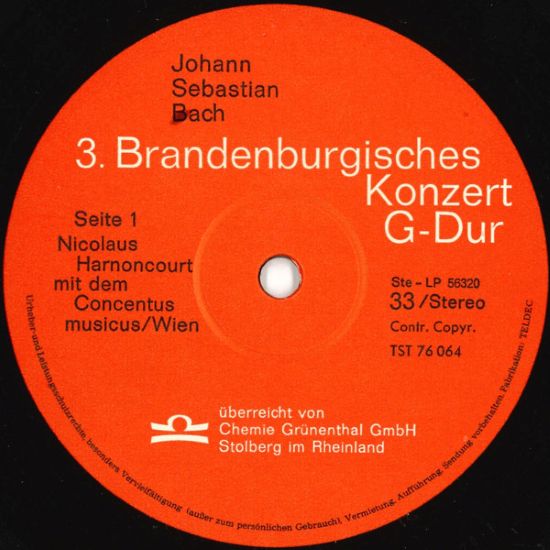 Johann
Sebastian
Bach
3. Brandenburgisches
Konzert
G-Dur
Seite 1
Nicolaus
Harnoncourt
mit dem
Concentus
musicus/Wien
Ste - LP 56320
33/Stereo
Contr. Copyr.
TST 76 064
überreicht von
Chemie Grünenthal GmbH
Stolberg im Rheinland
Urheber- und Leistungsschutzrechte, besonders Vervielfältigung (außer zum persönlichen Gebrauch), Vermietung, Aufführung, Sendung vorbehalten. Fabrikation: TELDEC